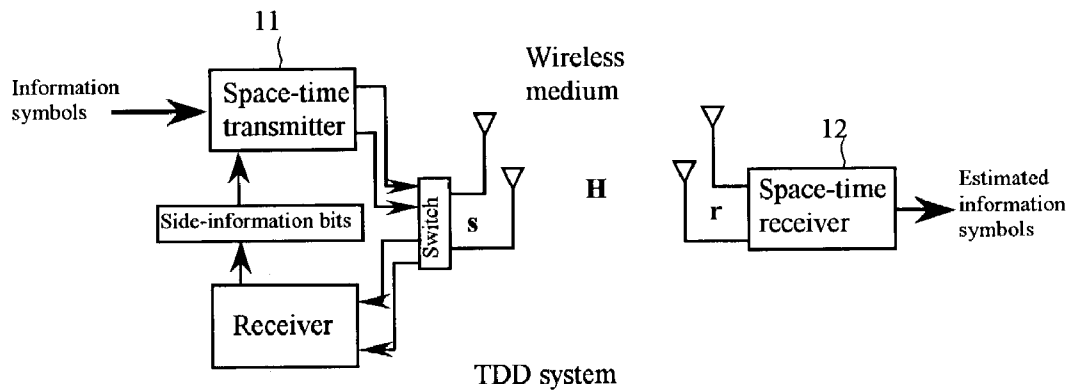 11
Information
symbols
Space-time
transmitter
Wireless
medium
12
Space-time
receiver
Estimated
information
symbols
H
r
s
Switch
Side-information bits
Receiver
TDD system